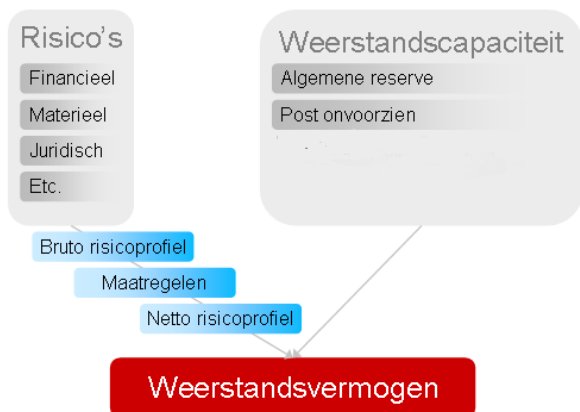 Risico's
Financieel
Materieel
Juridisch
Etc.
Weerstandscapaciteit
Algemene reserve
Post onvoorzien
Bruto risicoprofiel
Maatregelen
Netto risicoprofiel
Weerstandsvermogen